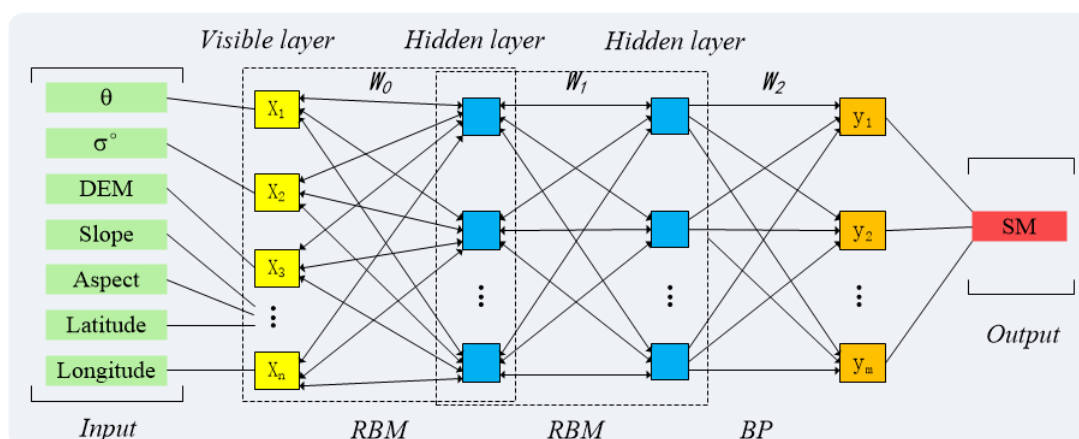 Visible layer
Hidden layer
Hidden layer
W0
W1
W2
θ
σ°
DEM
Slope
Aspect
Latitude
Longitude
X1
X2
X3
⋮
Xn
⋮
⋮
y1
y2
⋮
ym
SM
Input
RBM
RBM
BP
Output